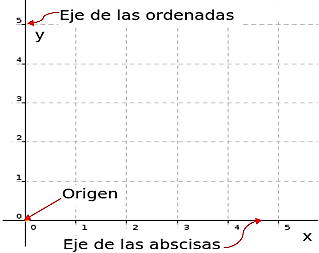 Eje de las ordenadas
5
y
4
3
2
1
Origen
0
0 1 2 3 4 5
x
Eje de las abscisas